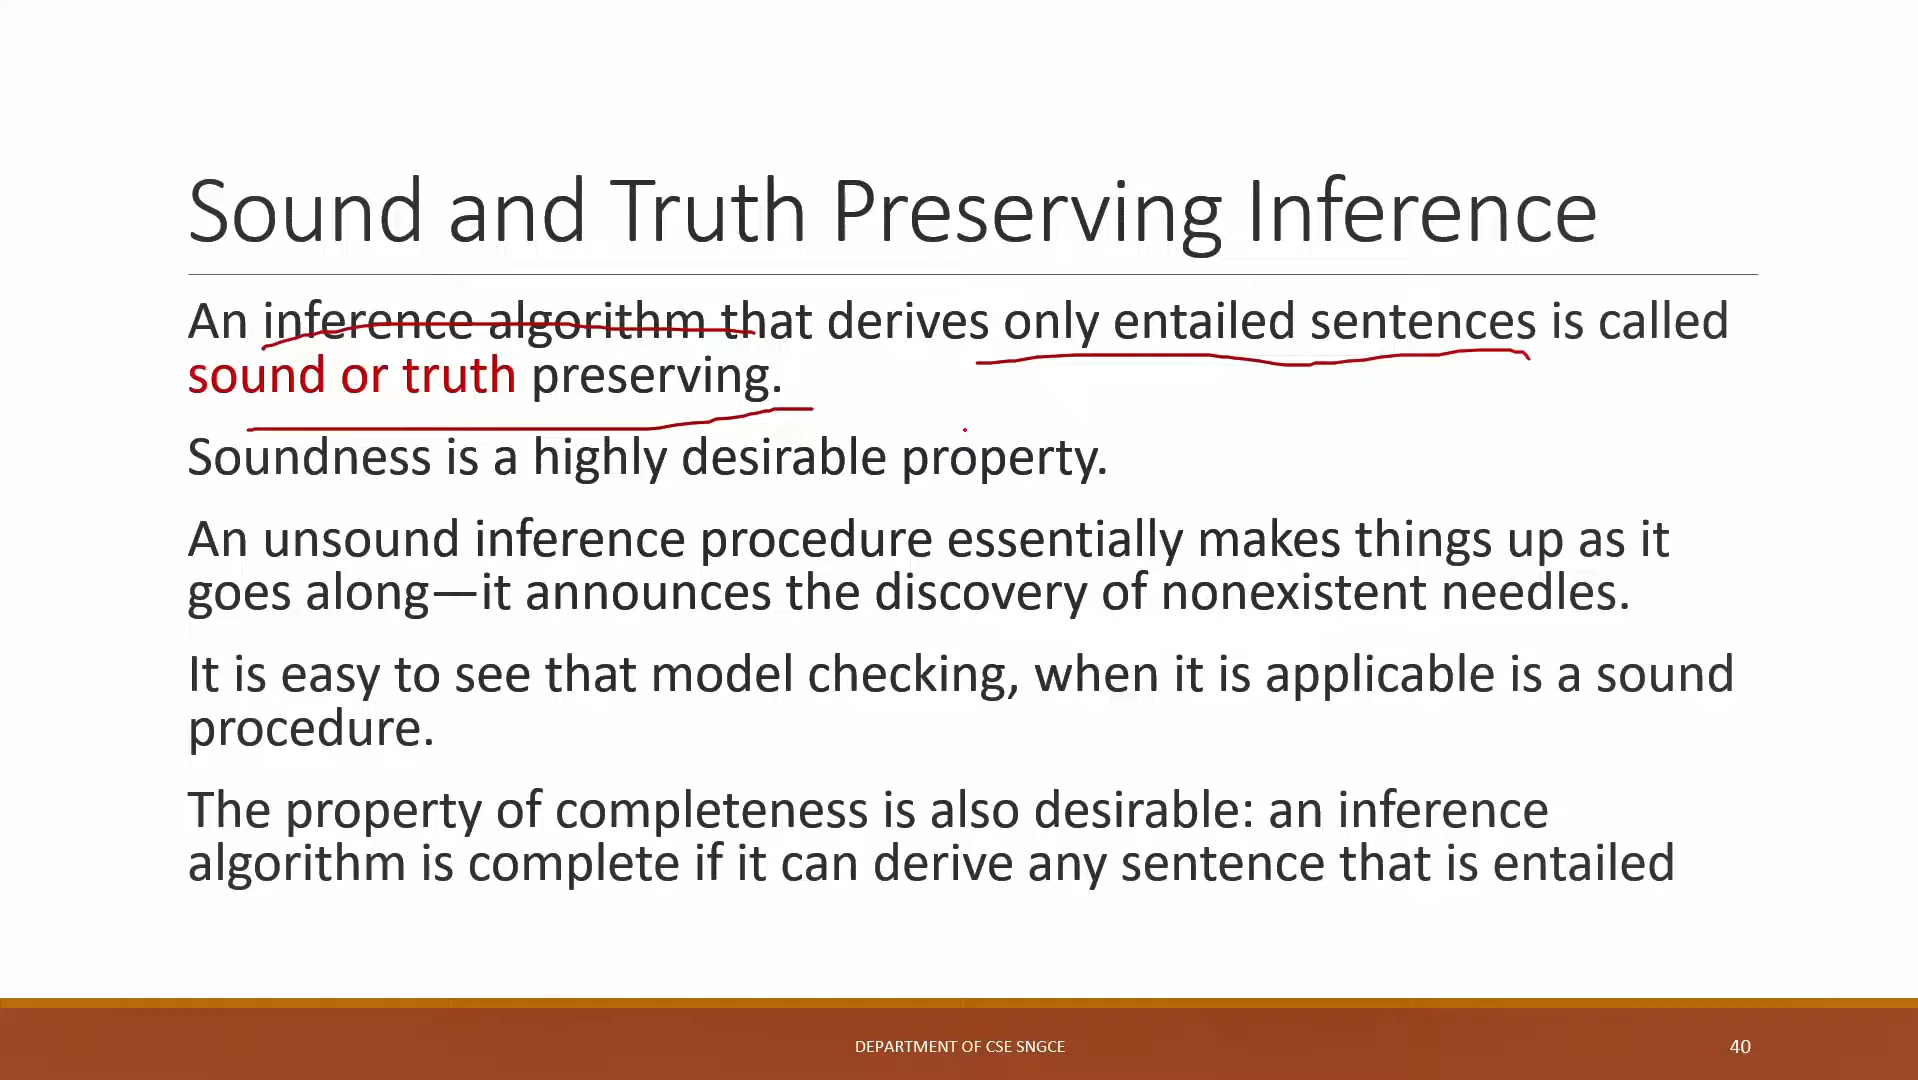 Sound and Truth Preserving Inference
An inference algorithm that derives only entailed sentences is called
sound or truth preserving.
Soundness is a highly desirable property.
An unsound inference procedure essentially makes things up as it
goes along—it announces the discovery of nonexistent needles.
It is easy to see that model checking, when it is applicable is a sound
procedure.
The property of completeness is also desirable: an inference
algorithm is complete if it can derive any sentence that is entailed
DEPARTMENT OF CSE SNGCE
40